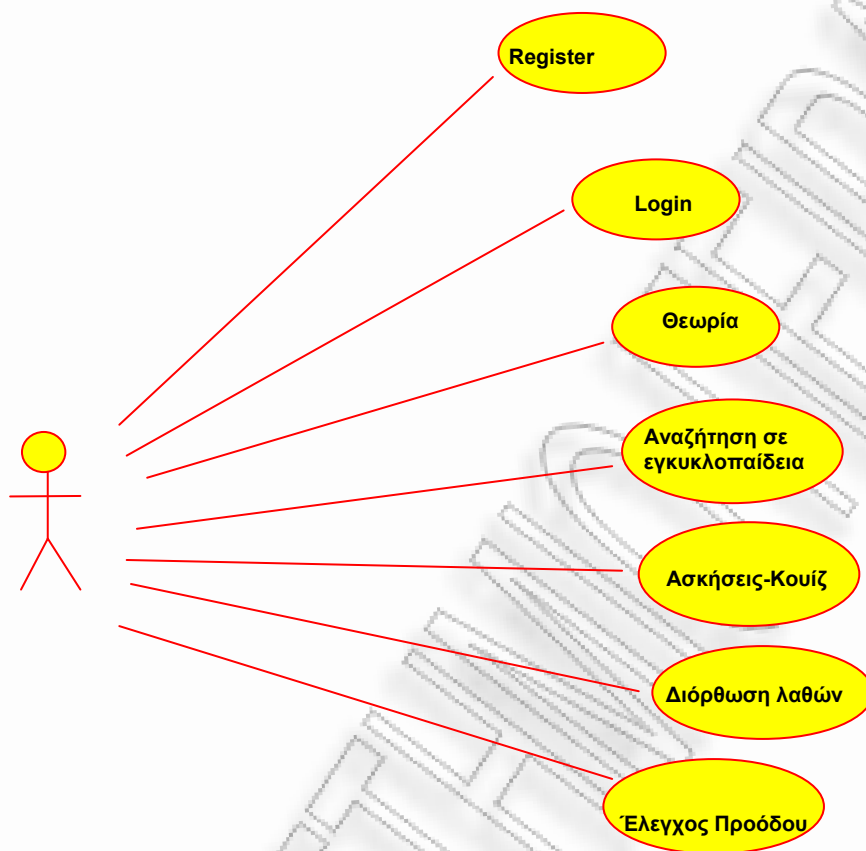 Register
Login
Θεωρία
Αναζήτηση σε
εγκυκλοπαίδεια
Ασκήσεις-Κουίζ
Διόρθωση λαθών
Έλεγχος Προόδου